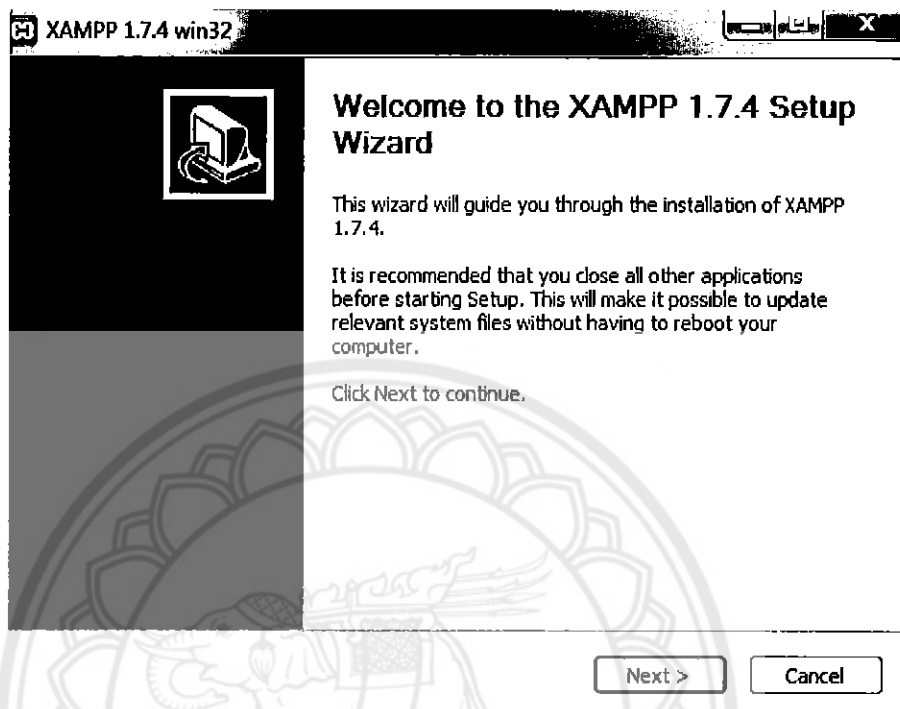 XAMPP 1.7.4 win32
Welcome to the XAMPP 1.7.4 Setup
Wizard
This wizard will guide you through the installation of XAMPP
1.7.4.
It is recommended that you close all other applications
before starting Setup. This will make it possible to update
relevant system files without having to reboot your
computer.
Click Next to continue.
Next >
Cancel